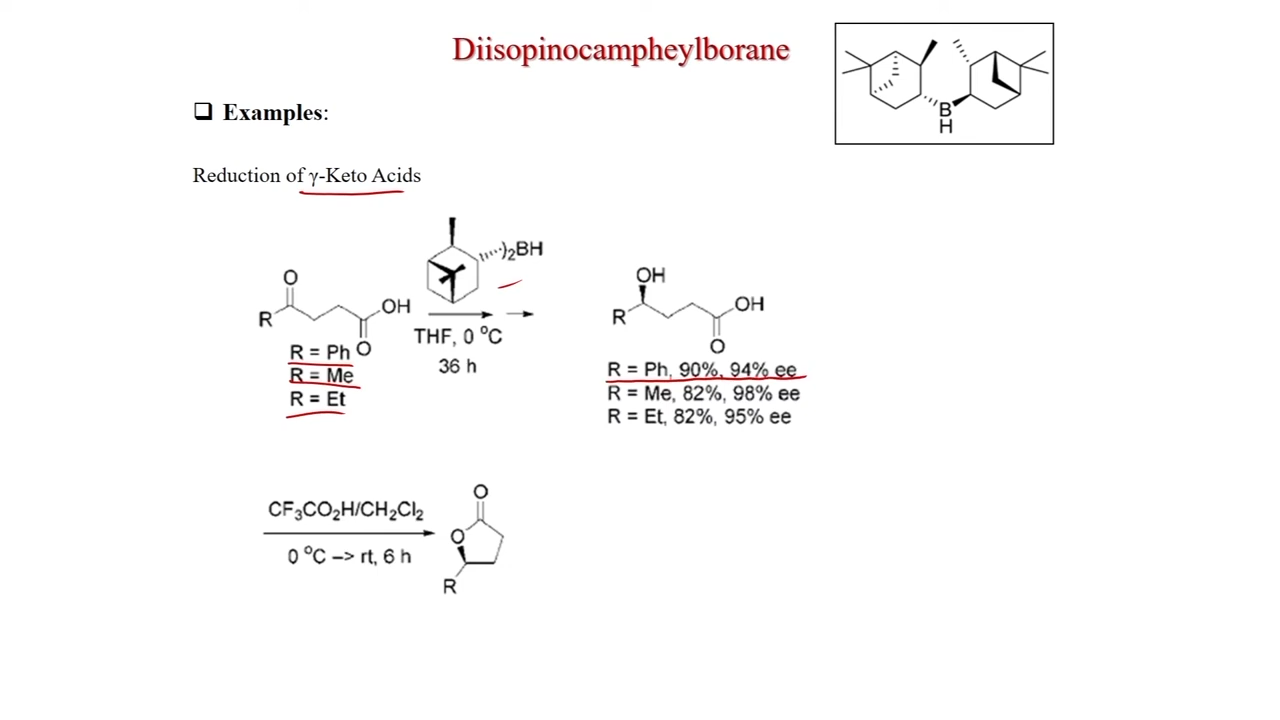 Diisopinocampheylborane
B
H
❑ Examples:
Reduction of γ-Keto Acids
)₂BH
O
R
OH
O
THF, 0 °C
36 h
R = Ph
R = Me
R = Et
OH
R
OH
O
R = Ph, 90%, 94% ee
R = Me, 82%, 98% ee
R = Et, 82%, 95% ee
CF₃CO₂H/CH₂Cl₂
0 °C –> rt, 6 h
O
O
R